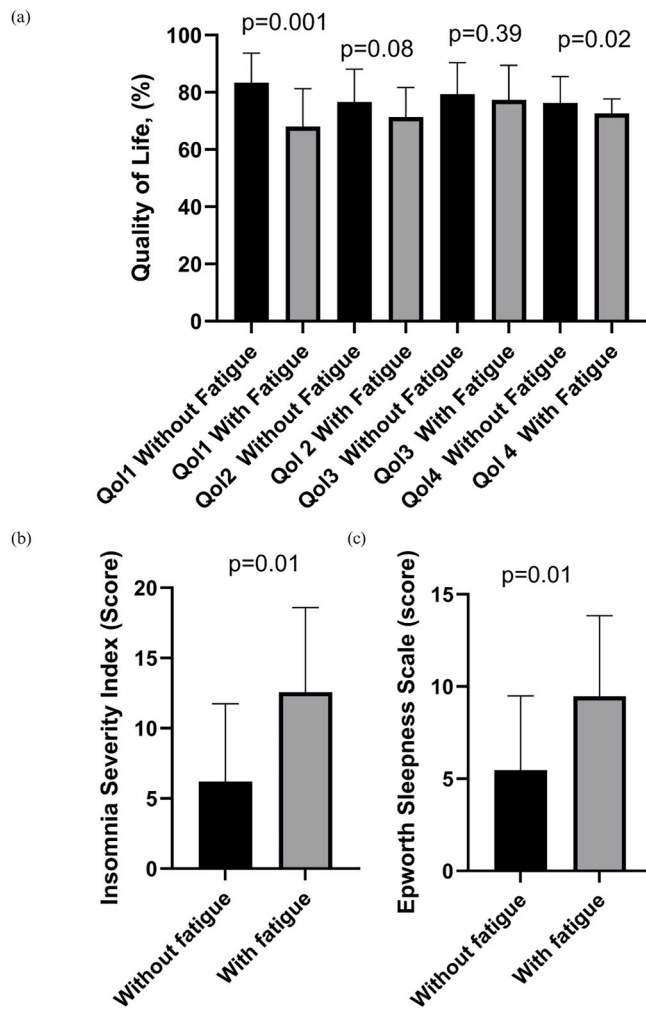 (a)
p=0.001
p=0.08
p=0.39
p=0.02
Quality of Life, (%)
100
80
60
40
20
0
Qol1 Without Fatigue
Qol1 With Fatigue
Qol2 Without Fatigue
Qol 2 With Fatigue
Qol3 Without Fatigue
Qol3 With Fatigue
Qol4 Without Fatigue
Qol 4 With Fatigue
(b)
p=0.01
Insomnia Severity Index (Score)
20
15
10
5
0
Without fatigue
With fatigue
(c)
p=0.01
Epworth Sleepness Scale (score)
15
10
5
0
Without fatigue
With fatigue